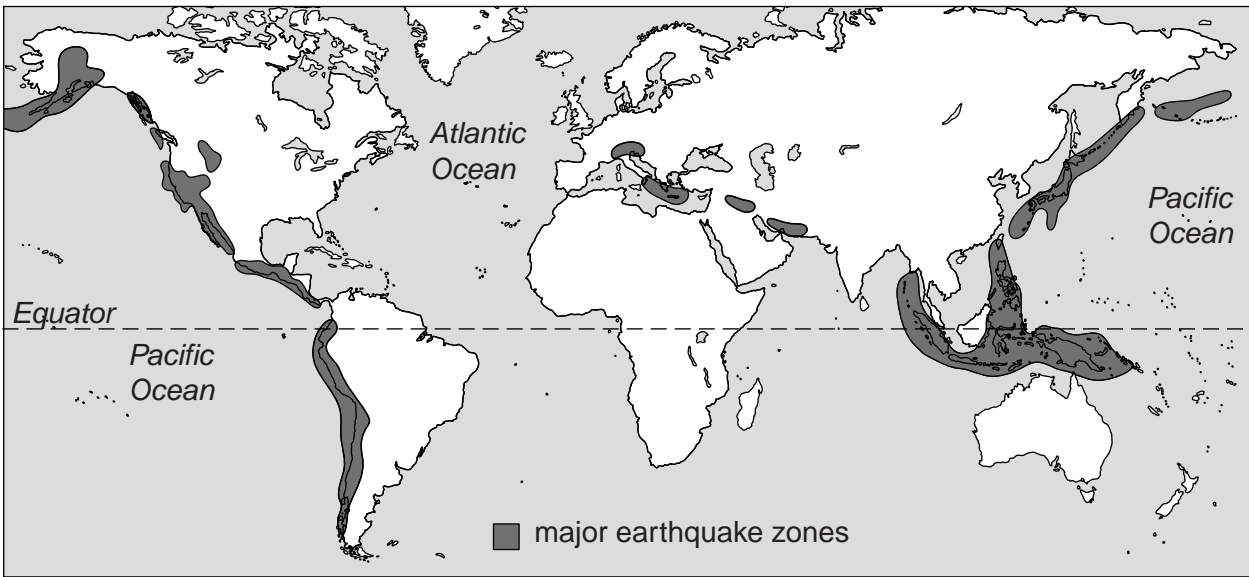 Atlantic
Ocean
Pacific
Ocean
Equator
Pacific
Ocean
major earthquake zones